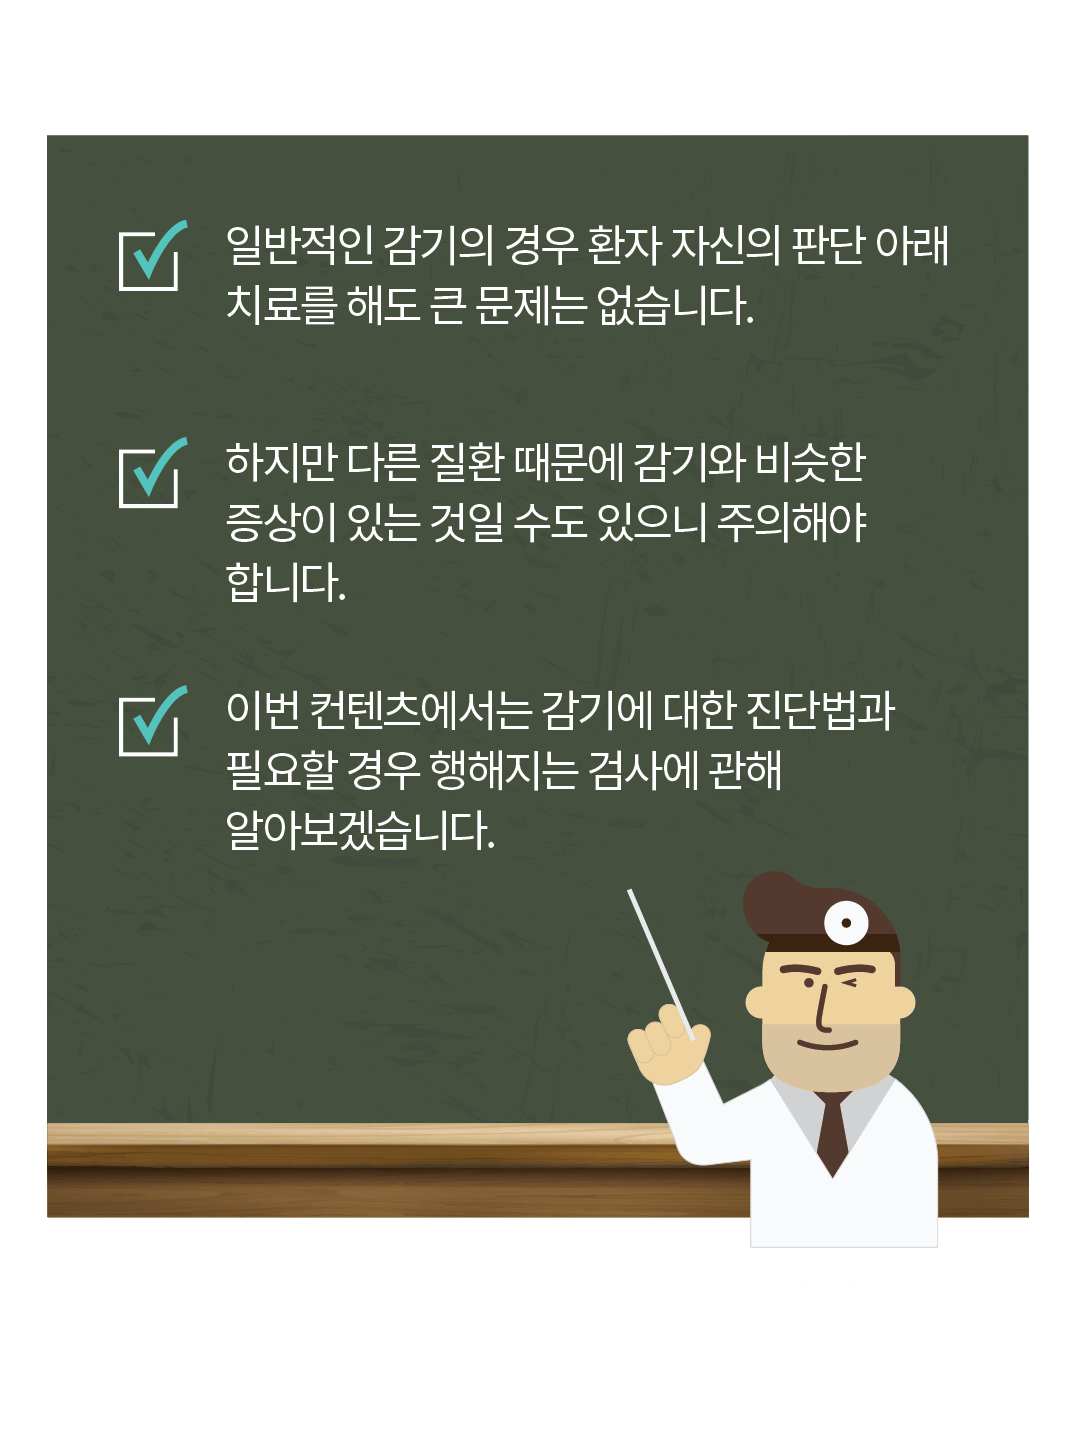 일반적인 감기의 경우 환자 자신의 판단 아래
치료를 해도 큰 문제는 없습니다.
하지만 다른 질환 때문에 감기와 비슷한
증상이 있는 것일 수도 있으니 주의해야
합니다.
이번 컨텐츠에서는 감기에 대한 진단법과
필요할 경우 행해지는 검사에 관해
알아보겠습니다.